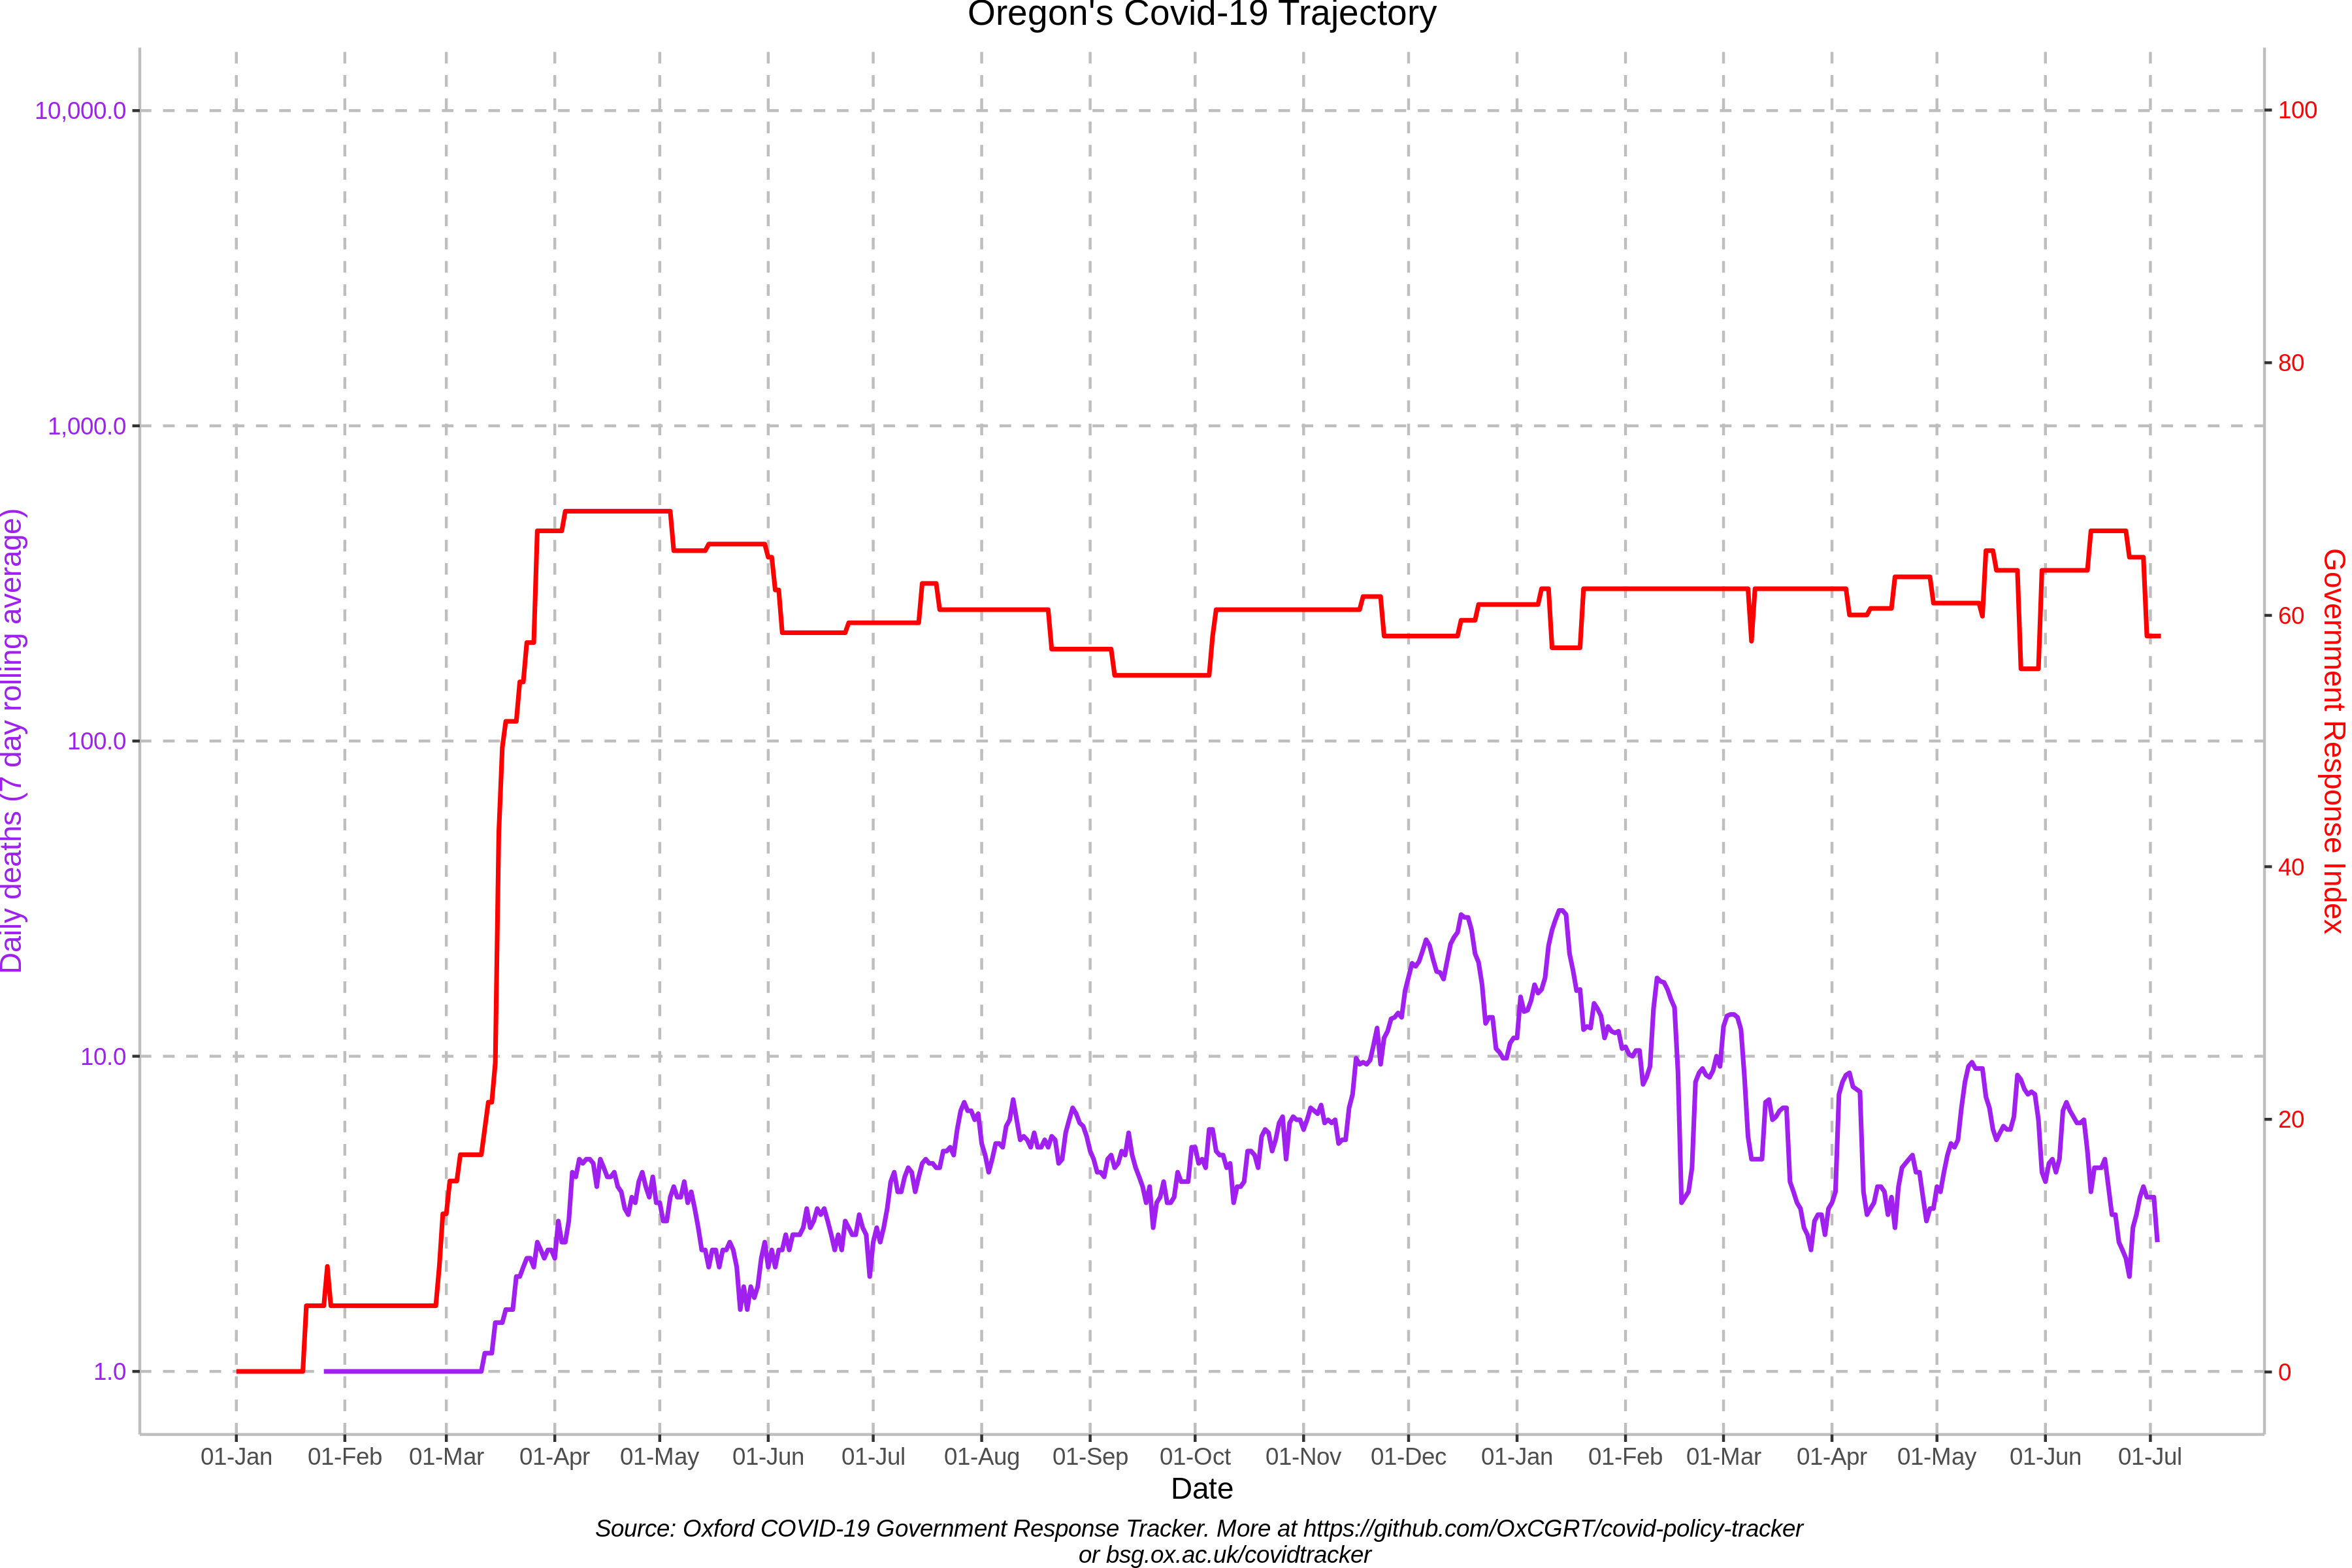 Oregon's Covid-19 Trajectory
10,000.0
1,000.0
100.0
10.0
1.0
Daily deaths (7 day rolling average)
100
80
60
40
20
0
Government Response Index
01-Jan 01-Feb 01-Mar 01-Apr 01-May 01-Jun 01-Jul 01-Aug 01-Sep 01-Oct 01-Nov 01-Dec 01-Jan 01-Feb 01-Mar 01-Apr 01-May 01-Jun 01-Jul
Date
Source: Oxford COVID-19 Government Response Tracker. More at https://github.com/OxCGRT/covid-policy-tracker
or bsg.ox.ac.uk/covidtracker